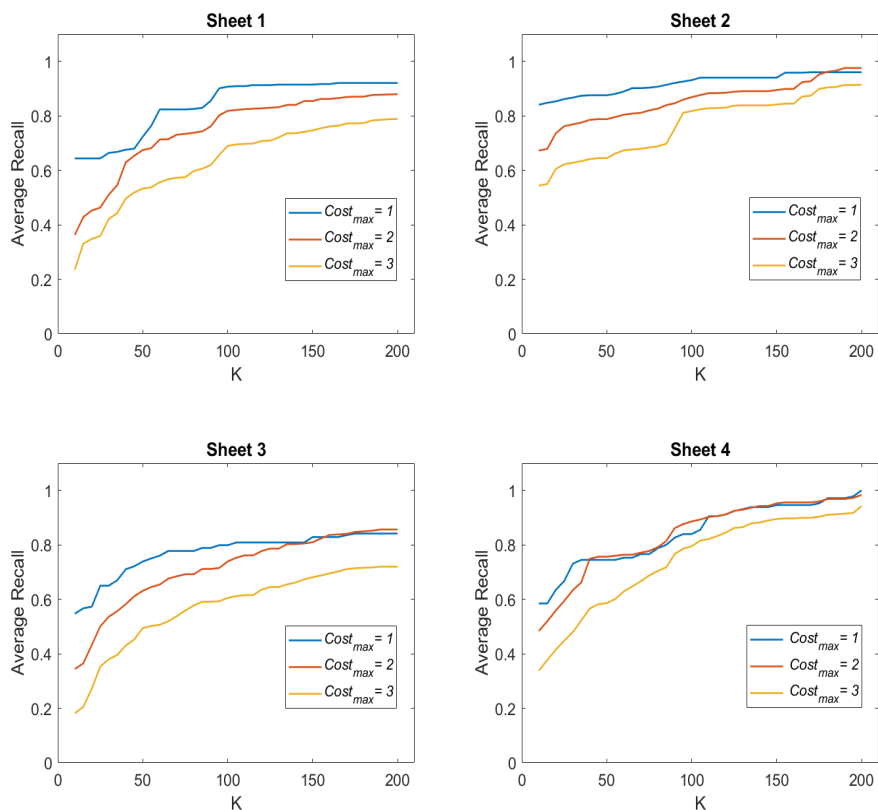 Sheet 1
1
0.8
0.6
0.4
0.2
0
Average Recall
Cost_max = 1
Cost_max = 2
Cost_max = 3
0 50 100 150 200
K
Sheet 2
1
0.8
0.6
0.4
0.2
0
Average Recall
Cost_max = 1
Cost_max = 2
Cost_max = 3
0 50 100 150 200
K
Sheet 3
1
0.8
0.6
0.4
0.2
0
Average Recall
Cost_max = 1
Cost_max = 2
Cost_max = 3
0 50 100 150 200
K
Sheet 4
1
0.8
0.6
0.4
0.2
0
Average Recall
Cost_max = 1
Cost_max = 2
Cost_max = 3
0 50 100 150 200
K